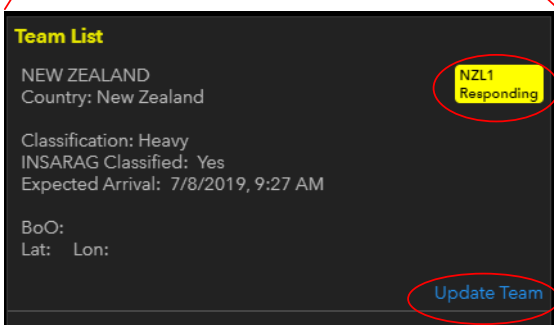 Team List
NEW ZEALAND
Country: New Zealand
NZL1
Responding
Classification: Heavy
INSARAG Classified:  Yes
Expected Arrival:  7/8/2019, 9:27 AM
BoO:
Lat:    Lon:
Update Team